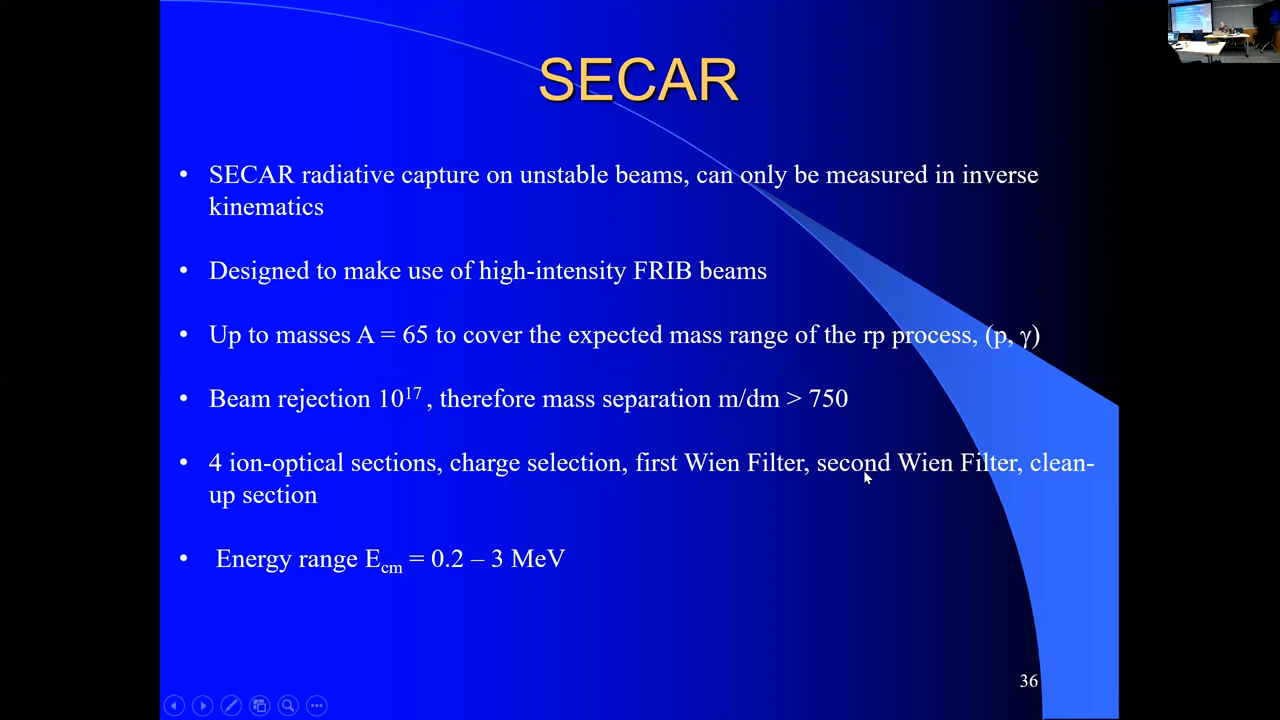 SECAR
• SECAR radiative capture on unstable beams, can only be measured in inverse
kinematics
• Designed to make use of high-intensity FRIB beams
• Up to masses A = 65 to cover the expected mass range of the rp process, (p, γ)
• Beam rejection 10¹⁷ , therefore mass separation m/dm > 750
• 4 ion-optical sections, charge selection, first Wien Filter, second Wien Filter, clean-
up section
• Energy range Ecm = 0.2 – 3 MeV
36